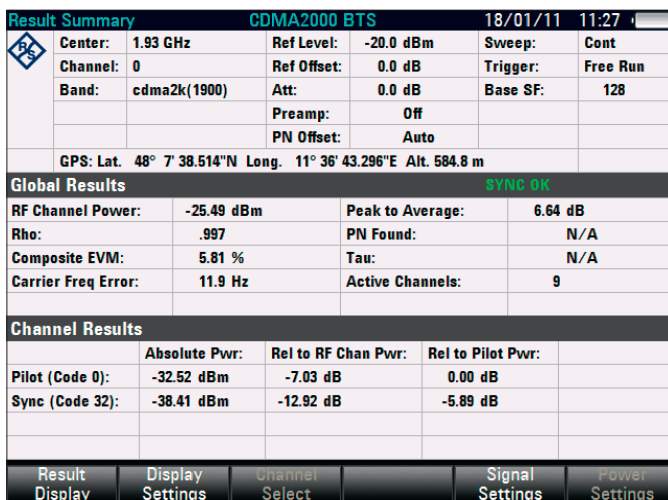 Result Summary CDMA2000 BTS 18/01/11 11:27
R&S
Center: 1.93 GHz Ref Level: -20.0 dBm Sweep: Cont
Channel: 0 Ref Offset: 0.0 dB Trigger: Free Run
Band: cdma2k(1900) Att: 0.0 dB Base SF: 128
Preamp: Off
PN Offset: Auto
GPS: Lat. 48° 7' 38.514"N Long. 11° 36' 43.296"E Alt. 584.8 m
Global Results SYNC OK
RF Channel Power: -25.49 dBm Peak to Average: 6.64 dB
Rho: .997 PN Found: N/A
Composite EVM: 5.81 % Tau: N/A
Carrier Freq Error: 11.9 Hz Active Channels: 9
Channel Results
Absolute Pwr: Rel to RF Chan Pwr: Rel to Pilot Pwr:
Pilot (Code 0): -32.52 dBm -7.03 dB 0.00 dB
Sync (Code 32): -38.41 dBm -12.92 dB -5.89 dB
Result Display Display Settings Channel Select Signal Settings Power Settings